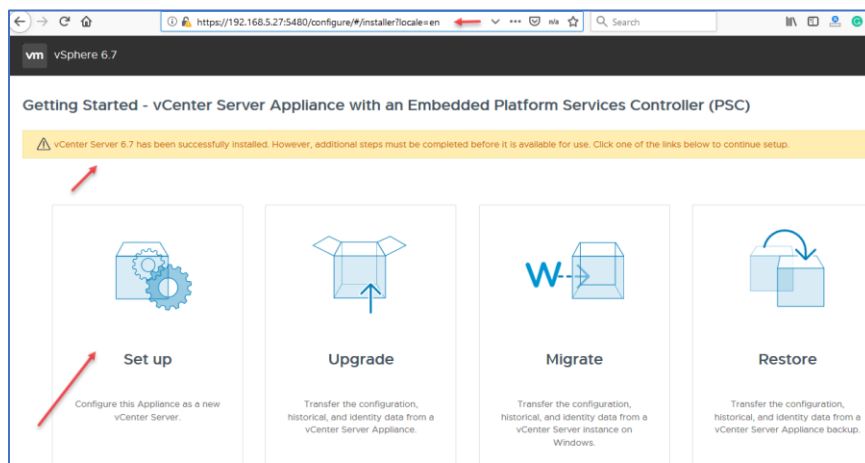 https://192.168.5.27:5480/configure/#/installer?locale=en
n/a
Search
vm vSphere 6.7
Getting Started - vCenter Server Appliance with an Embedded Platform Services Controller (PSC)
vCenter Server 6.7 has been successfully installed. However, additional steps must be completed before it is available for use. Click one of the links below to continue setup.
W
Set up
Configure this Appliance as a new
vCenter Server.
Upgrade
Transfer the configuration,
historical, and identity data from a
vCenter Server Appliance.
Migrate
Transfer the configuration,
historical, and identity data from a
vCenter Server instance on
Windows.
Restore
Transfer the configuration,
historical, and identity data from a
vCenter Server Appliance backup.